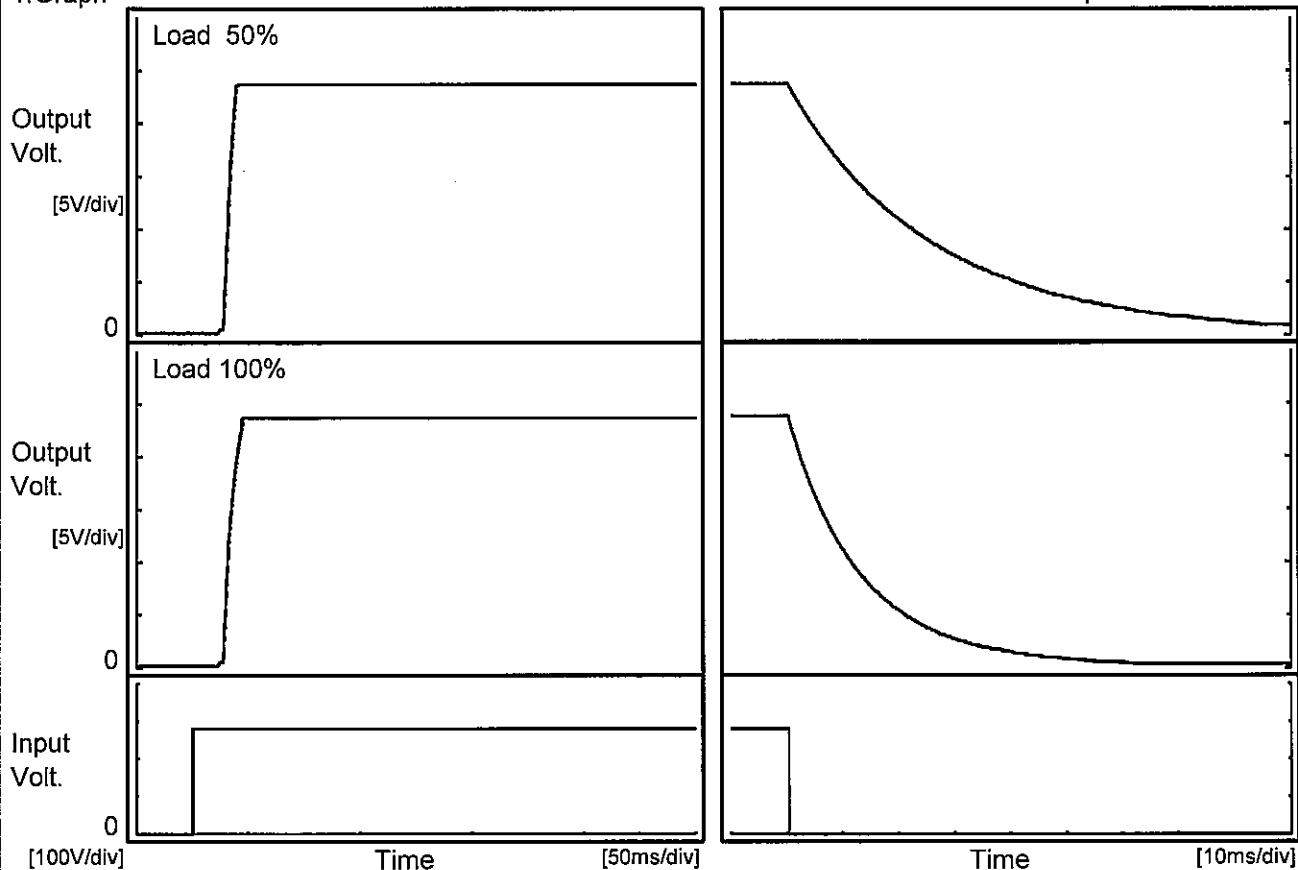 Load 50%
Output
Volt.
[5V/div]
0
Load 100%
Output
Volt.
[5V/div]
0
Input
Volt.
0
[100V/div]
Time
[50ms/div]
Time
[10ms/div]